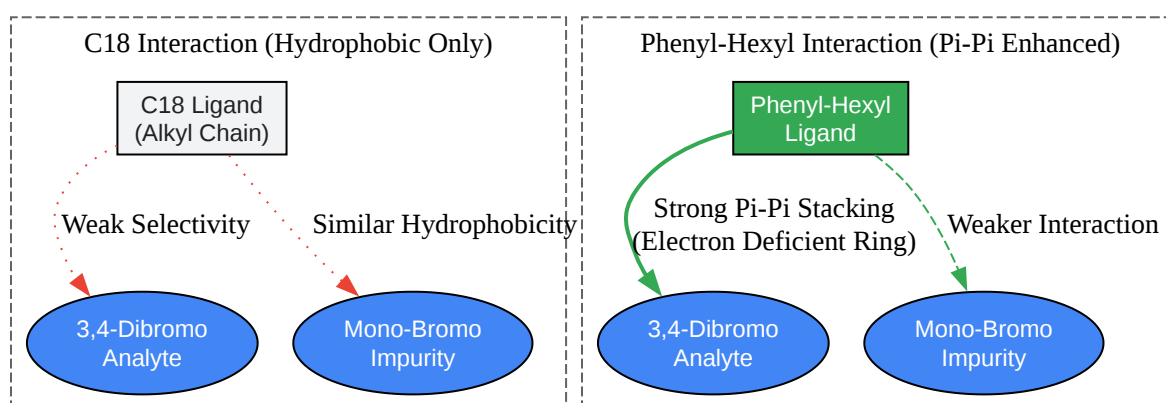 C18 Interaction (Hydrophobic Only)
C18 Ligand
(Alkyl Chain)
Weak Selectivity
Similar Hydrophobicity
3,4-Dibromo
Analyte
Mono-Bromo
Impurity
Phenyl-Hexyl Interaction (Pi-Pi Enhanced)
Phenyl-Hexyl
Ligand
Strong Pi-Pi Stacking
(Electron Deficient Ring)
Weaker Interaction
3,4-Dibromo
Analyte
Mono-Bromo
Impurity